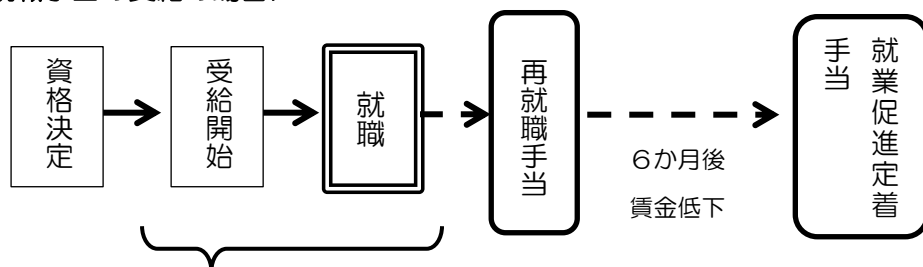 資格決定
受給開始
就職
再就職手当
6か月後
賃金低下
就業促進定着
手当